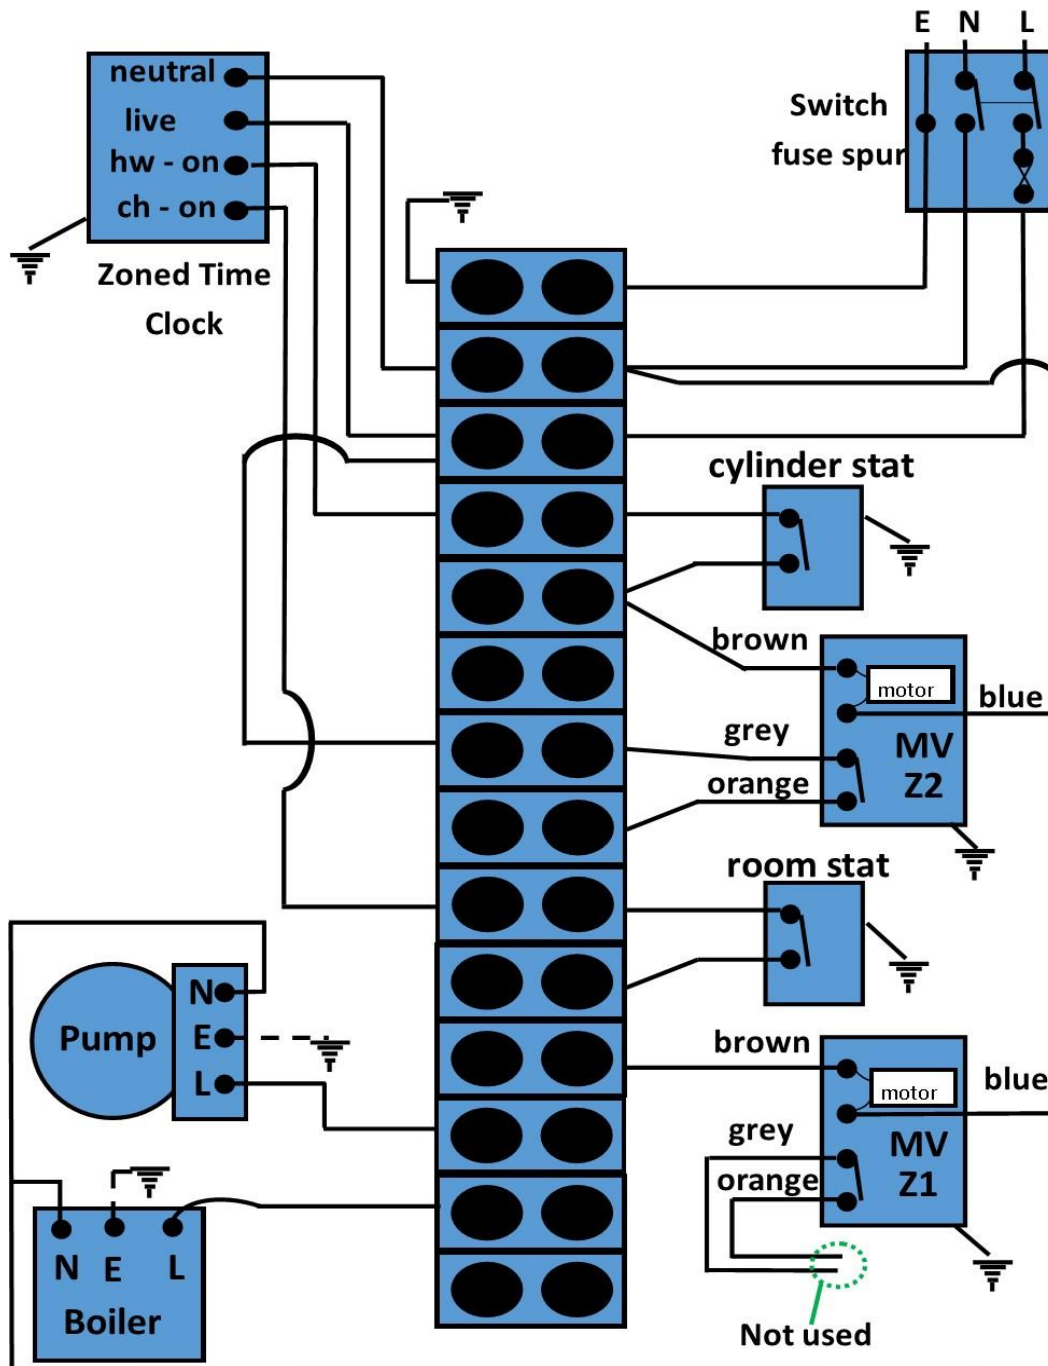 E N L
neutral
live
hw - on
ch - on
Zoned Time
Clock
Switch
fuse spur
cylinder stat
brown
motor
blue
grey
MV
orange
Z2
room stat
N
Pump
E
L
brown
motor
blue
grey
MV
orange
Z1
N E L
Boiler
Not used